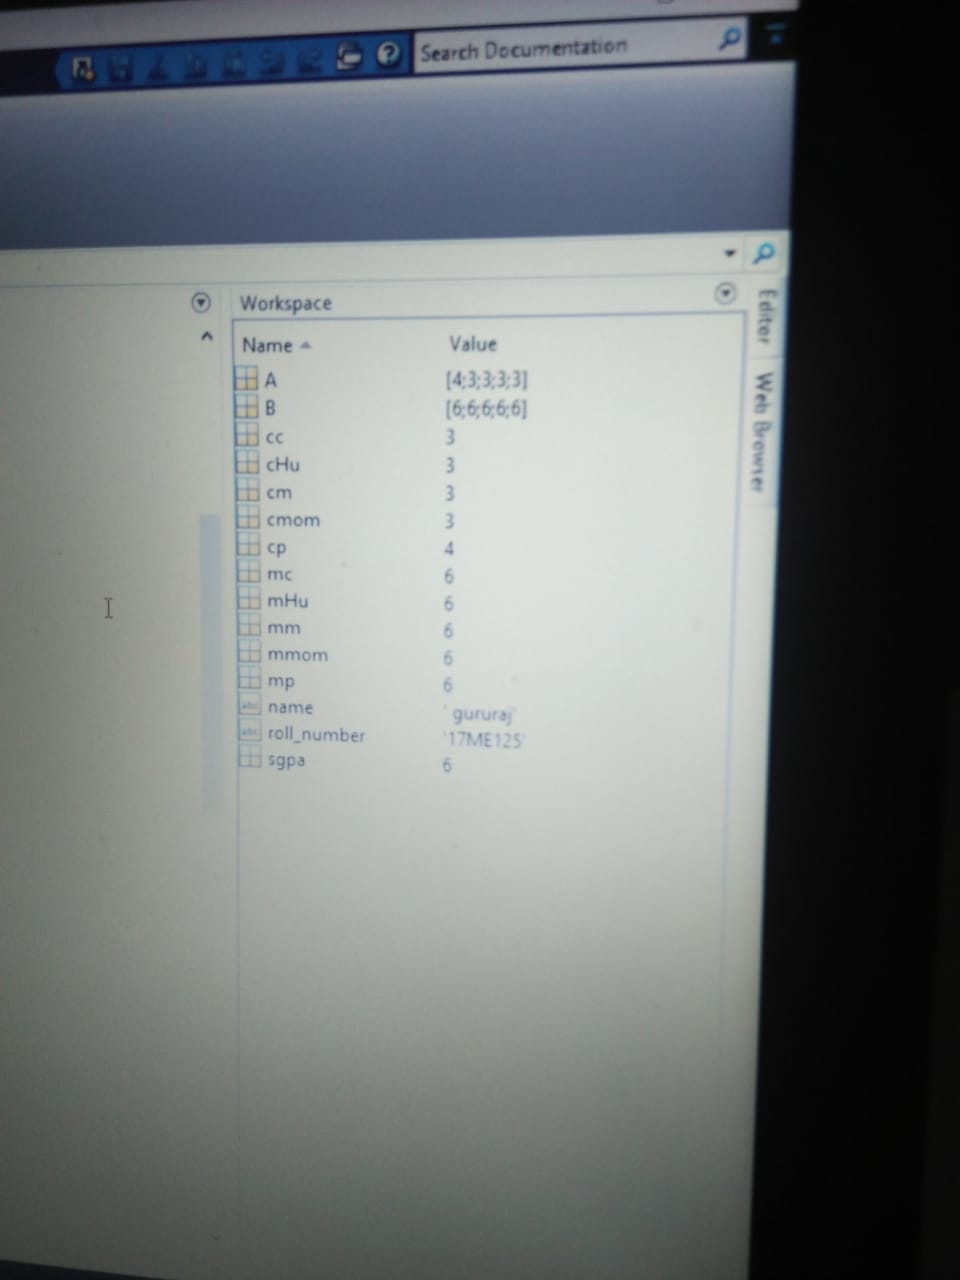 Search Documentation
Workspace
Name Value
A [4;3;3;3;3]
B [6;6;6;6;6]
cc 3
cHu 3
cm 3
cmom 3
cp 4
mc 6
mHu 6
mm 6
mmom 6
mp 6
abc name ' gururaj'
abc roll_number '17ME125'
sgpa 6
Editor
Web Browser